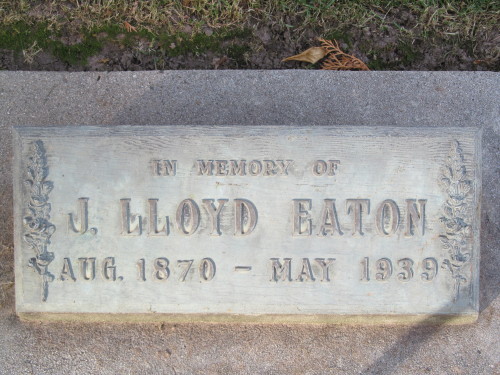 IN MEMORY OF
J. LLOYD EATON
AUG. 1870 – MAY 1939